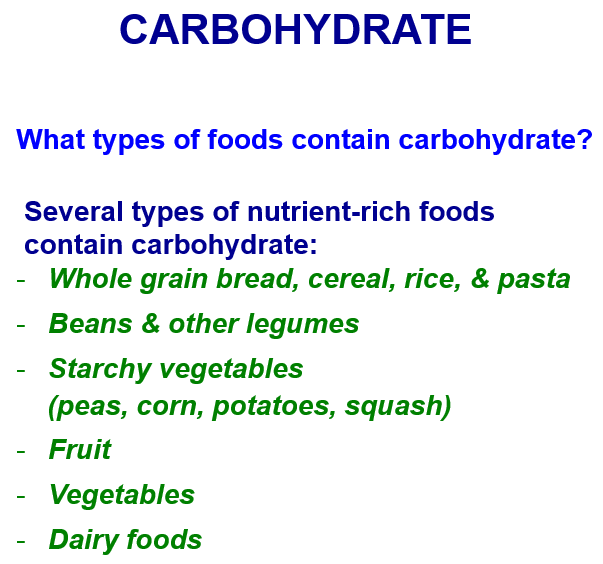 CARBOHYDRATE
What types of foods contain carbohydrate?
Several types of nutrient-rich foods
contain carbohydrate:
- Whole grain bread, cereal, rice, & pasta
- Beans & other legumes
- Starchy vegetables
(peas, corn, potatoes, squash)
- Fruit
- Vegetables
- Dairy foods